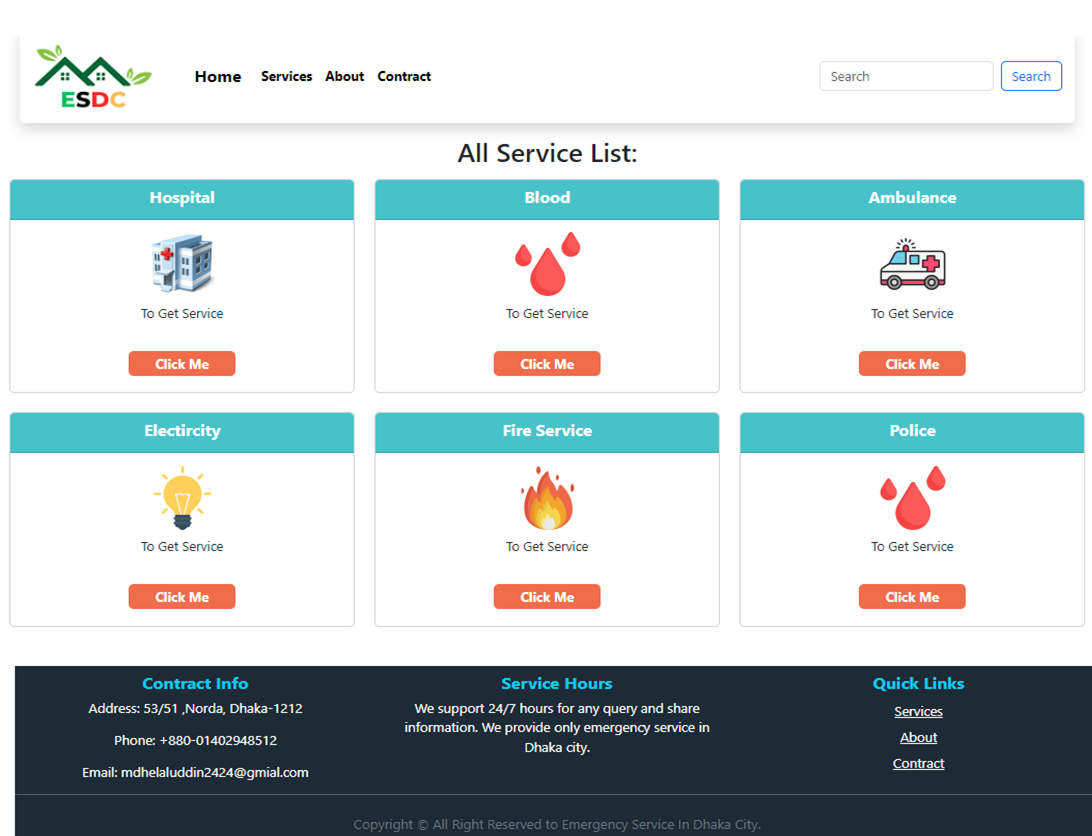 ESDC
Home Services About Contract Search Search
All Service List:
Hospital
To Get Service
Click Me
Blood
To Get Service
Click Me
Ambulance
To Get Service
Click Me
Electircity
To Get Service
Click Me
Fire Service
To Get Service
Click Me
Police
To Get Service
Click Me
Contract Info
Address: 53/51 ,Norda, Dhaka-1212
Phone: +880-01402948512
Email: mdhelaluddin2424@gmial.com
Service Hours
We support 24/7 hours for any query and share
information. We provide only emergency service in
Dhaka city.
Quick Links
Services
About
Contract
Copyright © All Right Reserved to Emergency Service In Dhaka City.